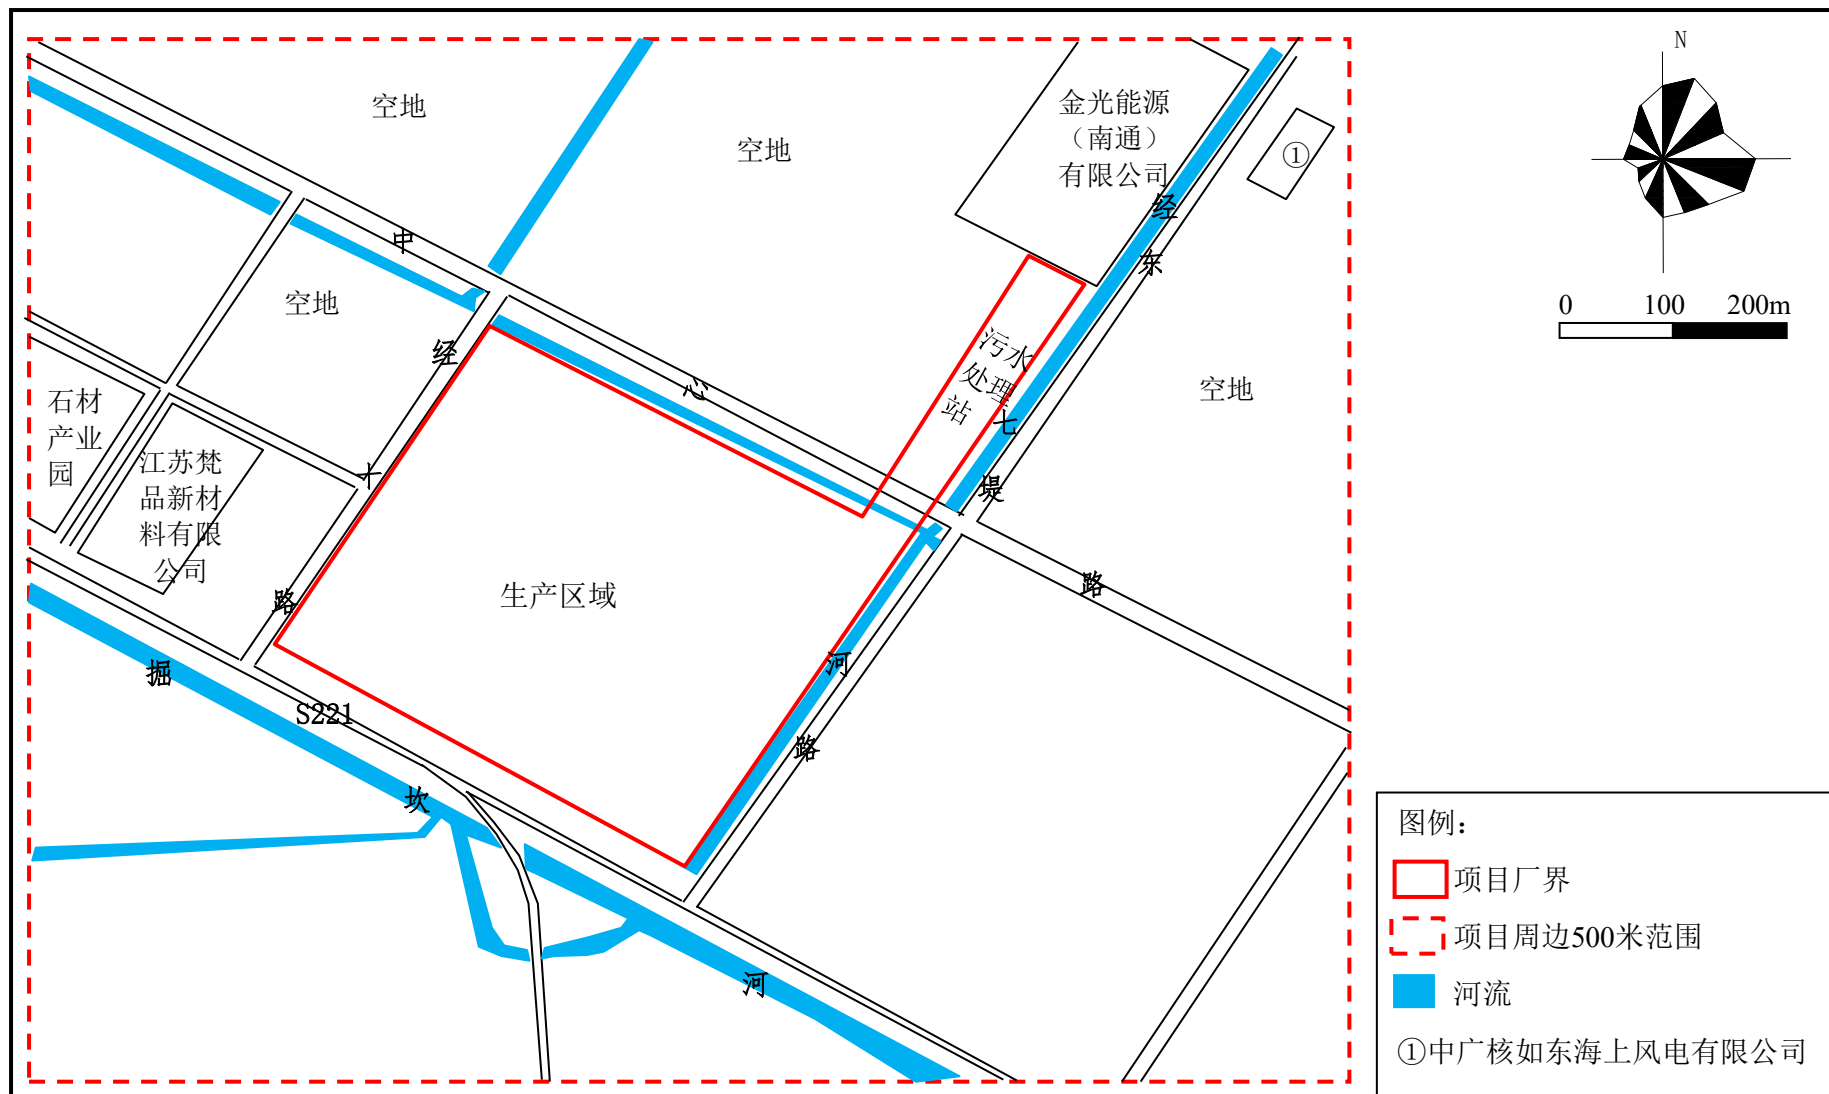 N
0 100 200m
空地
空地
金光能源
（南通）
有限公司
①
空地
空地
石材
产业
园
江苏梵
品新材
料有限
公司
污水
处理
站
生产区域
中
心
路
经
大
路
经
七
路
东
堤
河
掘
坎
河
S221
图例：
项目厂界
项目周边500米范围
河流
①中广核如东海上风电有限公司